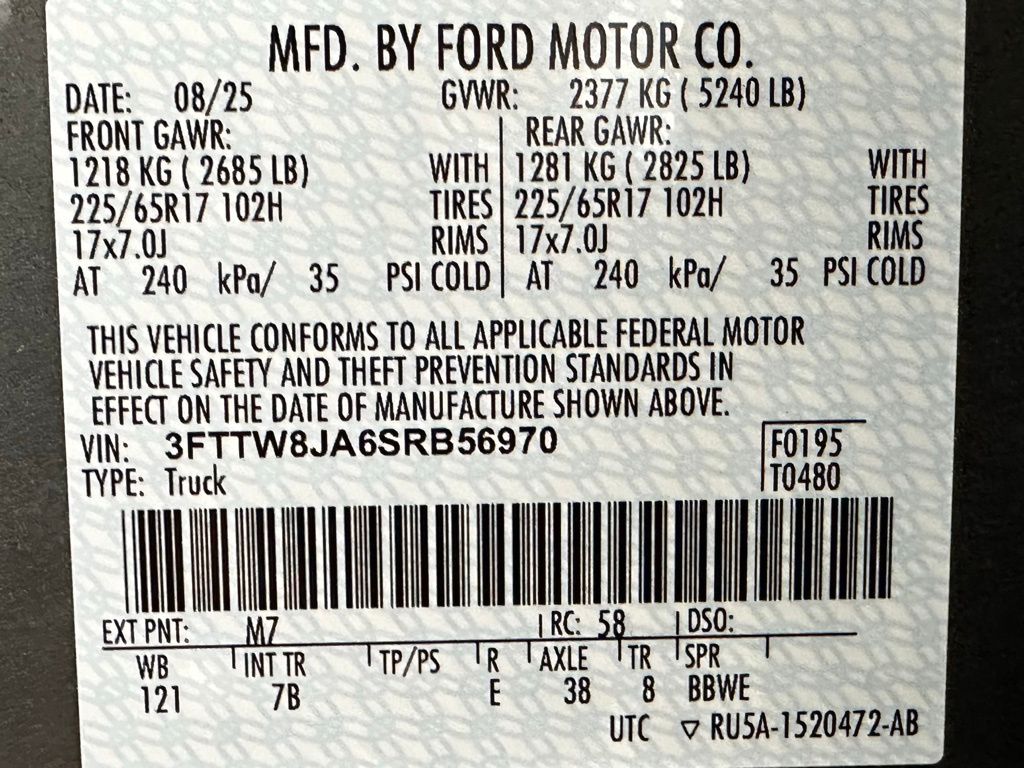 MFD. BY FORD MOTOR CO.
DATE: 08/25 GVWR: 2377 KG ( 5240 LB)
FRONT GAWR: REAR GAWR:
1218 KG ( 2685 LB) WITH 1281 KG ( 2825 LB) WITH
225/65R17 102H TIRES 225/65R17 102H TIRES
17x7.0J RIMS 17x7.0J RIMS
AT 240 kPa/ 35 PSI COLD AT 240 kPa/ 35 PSI COLD
THIS VEHICLE CONFORMS TO ALL APPLICABLE FEDERAL MOTOR
VEHICLE SAFETY AND THEFT PREVENTION STANDARDS IN
EFFECT ON THE DATE OF MANUFACTURE SHOWN ABOVE.
VIN: 3FTTW8JA6SRB56970 F0195
TYPE: Truck T0480
EXT PNT: M7 RC: 58 DSO:
WB INT TR TP/PS R AXLE TR SPR
121 7B E 38 8 BBWE
UTC ▽ RU5A-1520472-AB